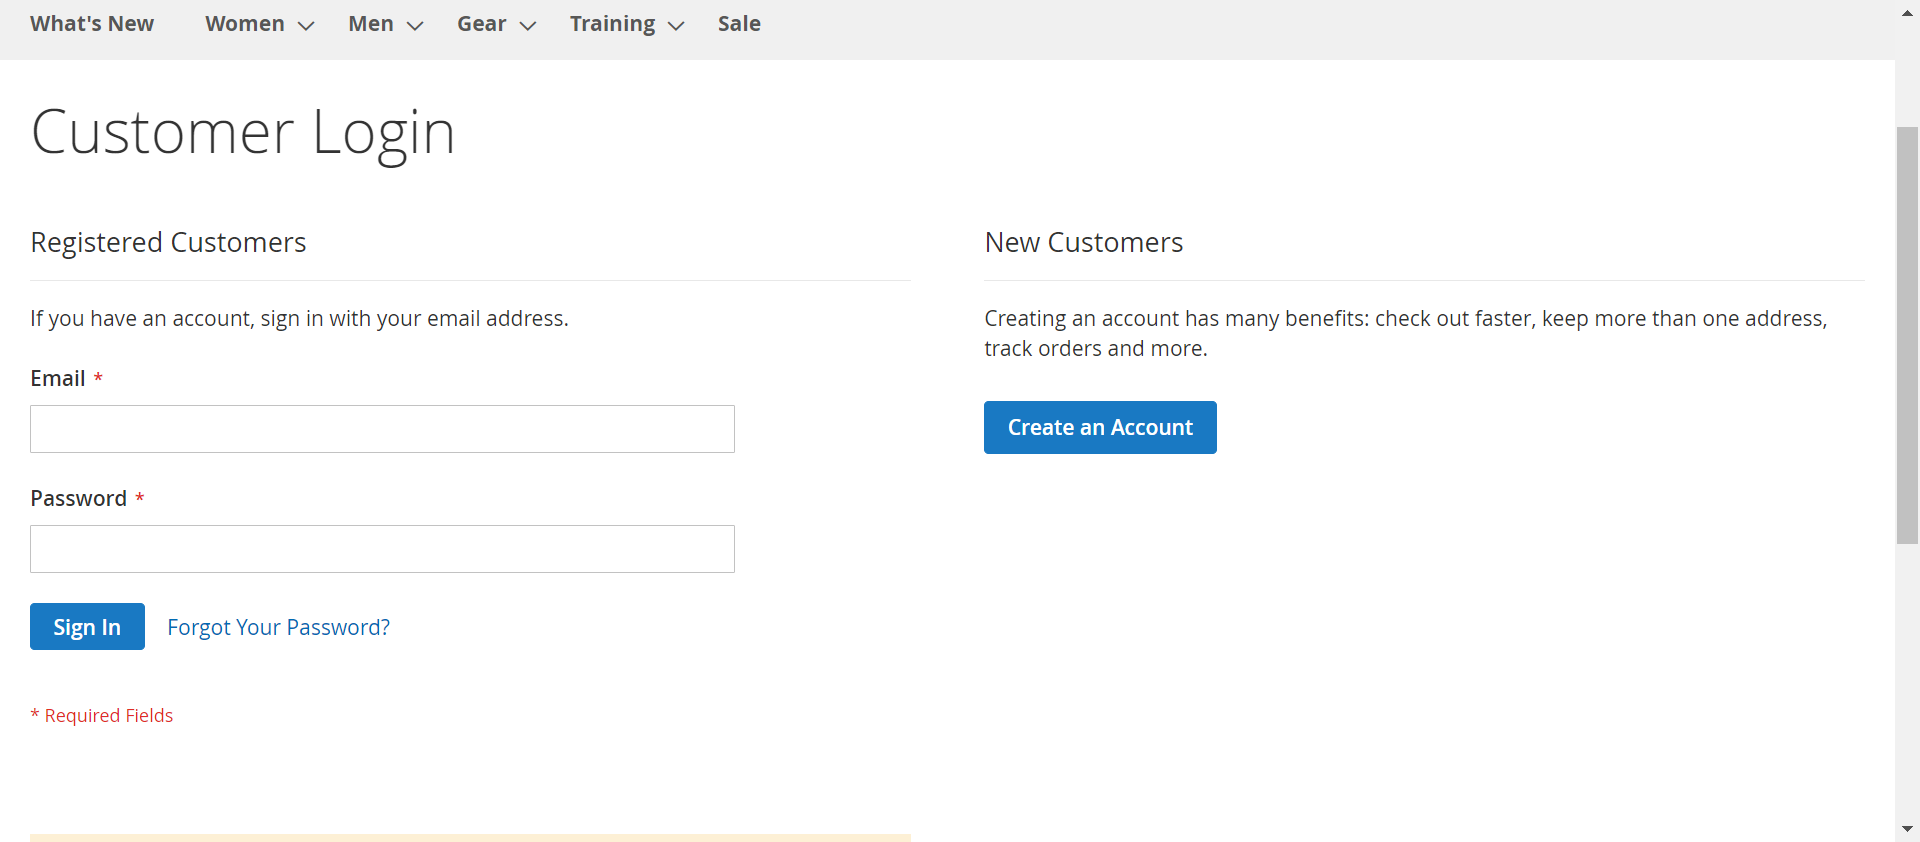 What's New Women Men Gear Training Sale
Customer Login
Registered Customers
If you have an account, sign in with your email address.
Email *
Password *
Sign In Forgot Your Password?
* Required Fields
New Customers
Creating an account has many benefits: check out faster, keep more than one address,
track orders and more.
Create an Account